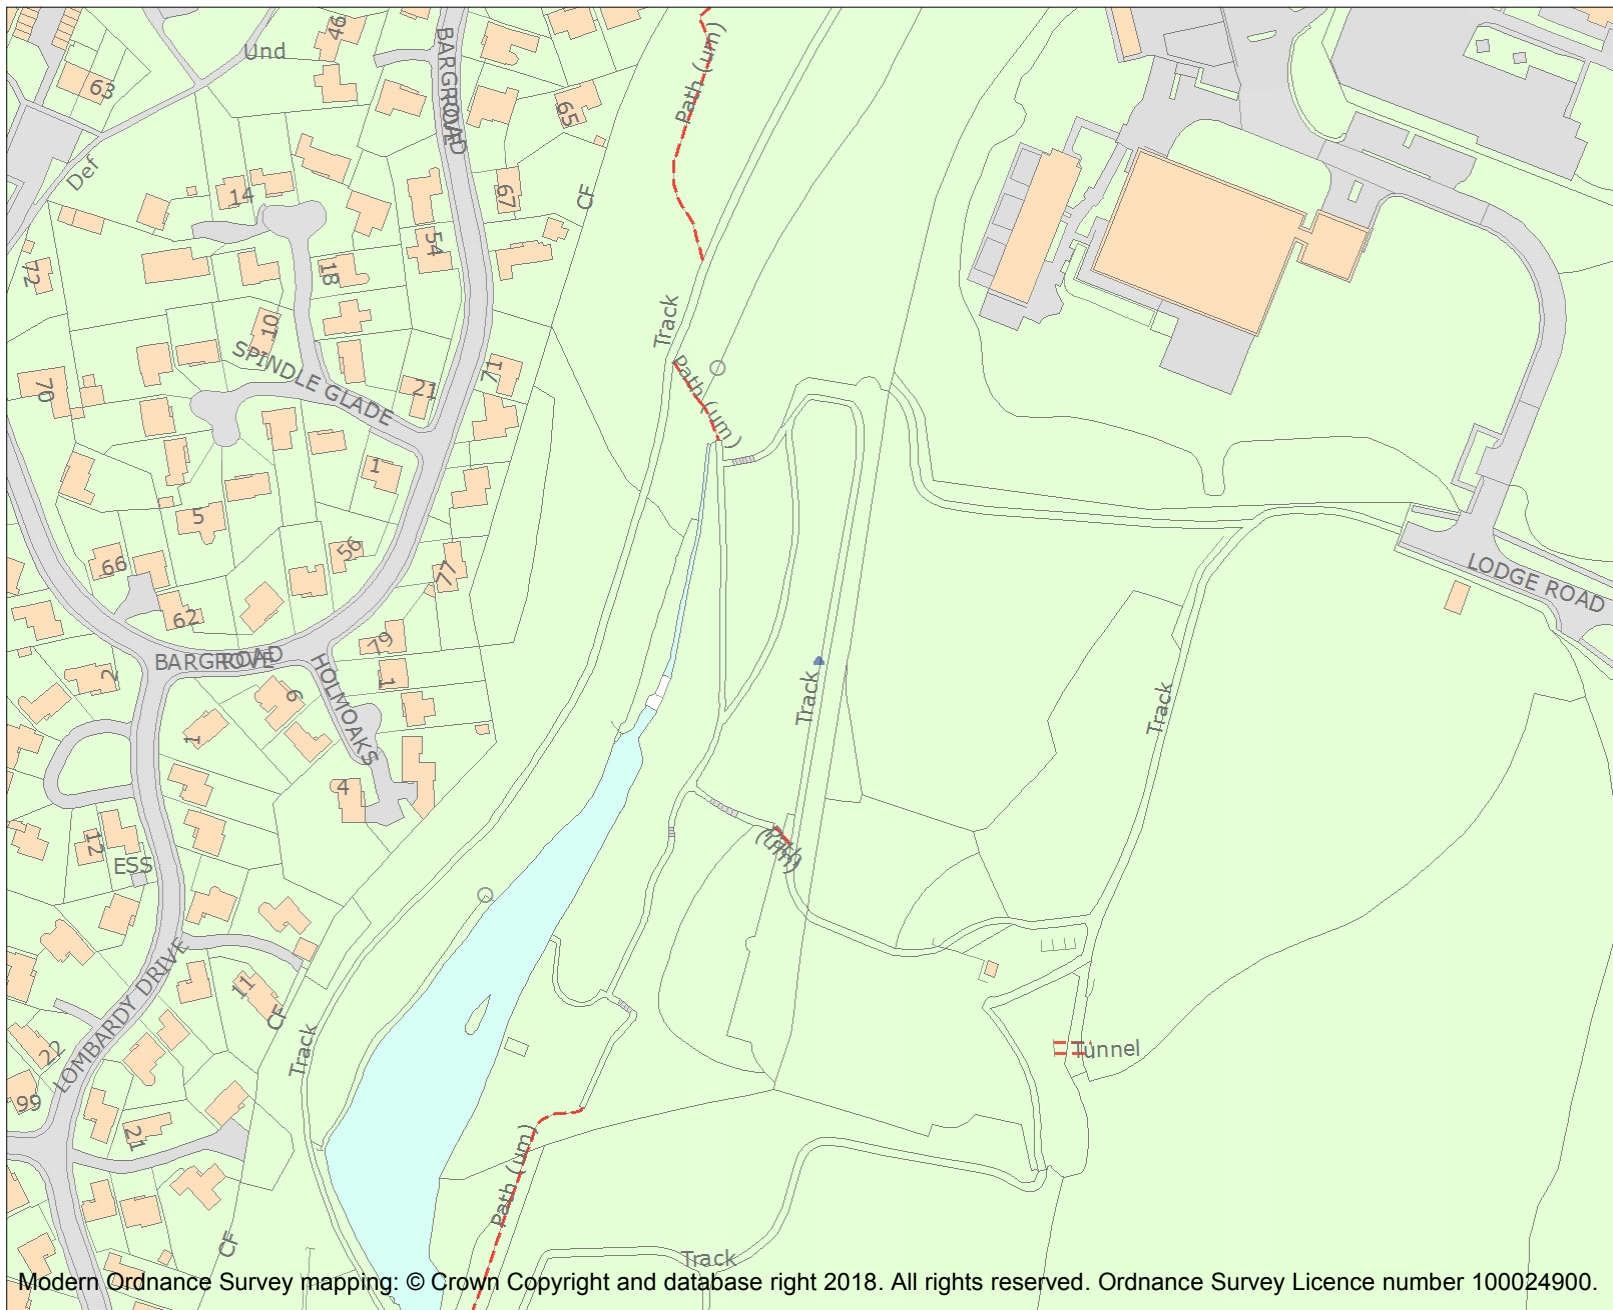 46
Und
BARGROVE
ROAD
Path (um)
63
65
Def
14
67
CF
54
72
18
10
Track
SPINDLE GLADE
71
70
21
Path (um)
1
5
56
66
77
LODGE ROAD
62
79
BARGROVE
ROAD
HOLMOAKS
2
1
6
Track
Track
1
4
12
Path
(um)
ESS
LOMBARDY DRIVE
11
CF
Track
22
Tunnel
99
21
Path (um)
CF
Track
Modern Ordnance Survey mapping: © Crown Copyright and database right 2018. All rights reserved. Ordnance Survey Licence number 100024900.